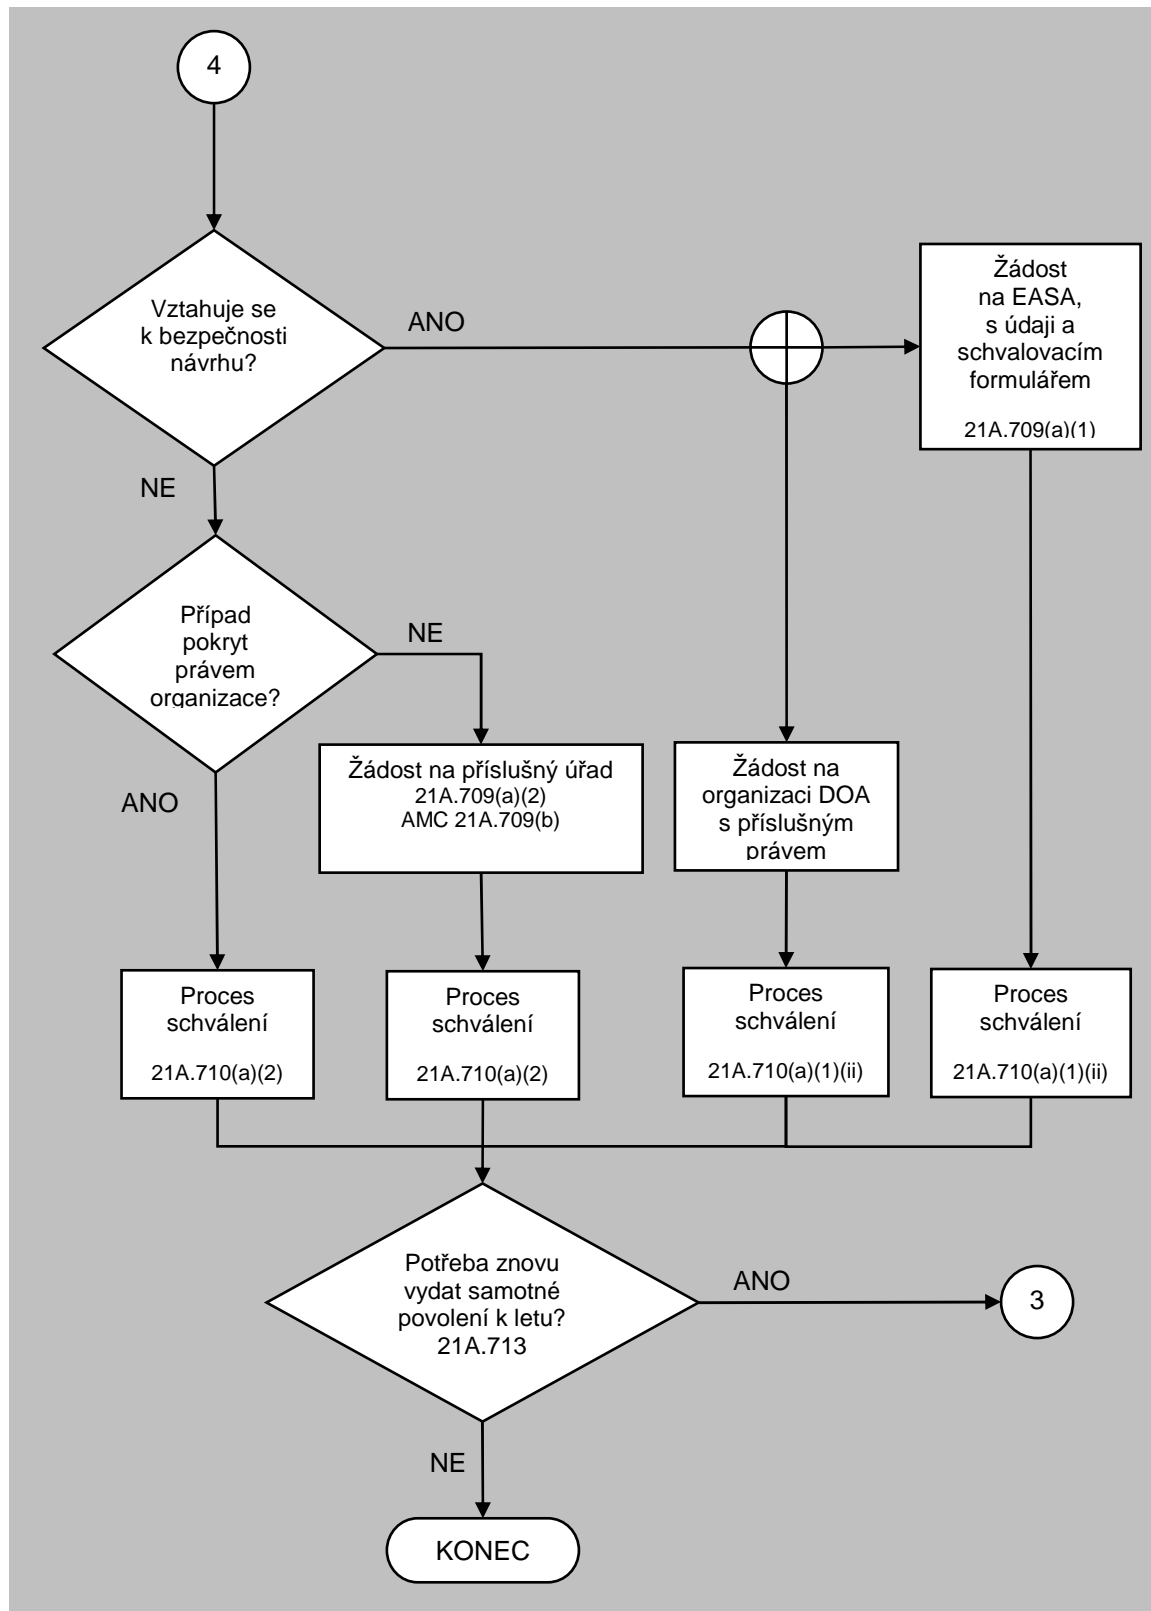 4
Vztahuje se
k bezpečnosti
návrhu?
ANO
Žádost
na EASA,
s údaji a
schvalovacím
formulářem
21A.709(a)(1)
NE
Případ
pokryt
právem
organizace?
NE
ANO
Žádost na příslušný úřad
21A.709(a)(2)
AMC 21A.709(b)
Žádost na
organizaci DOA
s příslušným
právem
Proces
schválení
21A.710(a)(2)
Proces
schválení
21A.710(a)(2)
Proces
schválení
21A.710(a)(1)(ii)
Proces
schválení
21A.710(a)(1)(ii)
Potřeba znovu
vydat samotné
povolení k letu?
21A.713
ANO
3
NE
KONEC